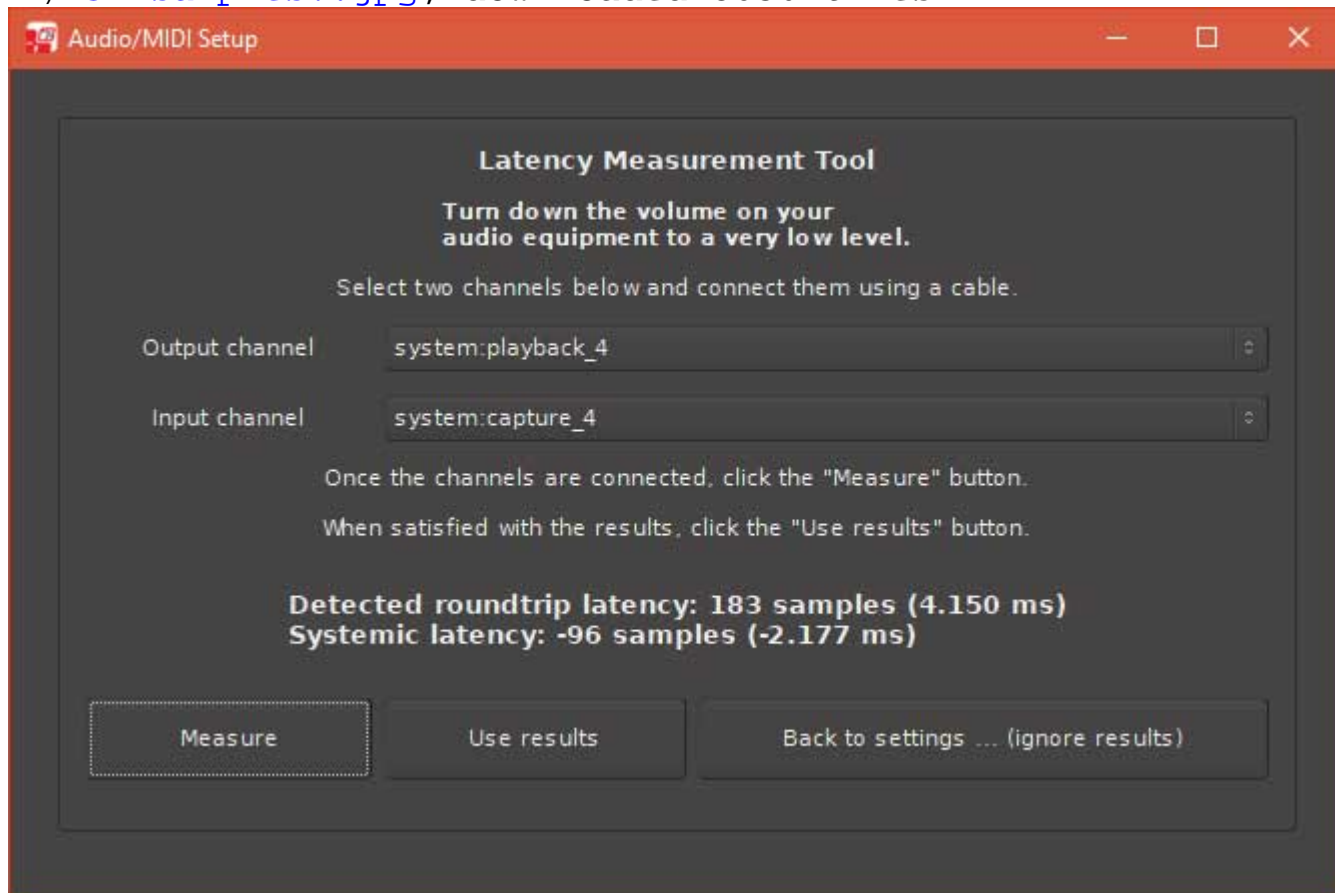 Audio/MIDI Setup
Latency Measurement Tool
Turn down the volume on your
audio equipment to a very low level.
Select two channels below and connect them using a cable.
Output channel system:playback_4
Input channel system:capture_4
Once the channels are connected, click the "Measure" button.
When satisfied with the results, click the "Use results" button.
Detected roundtrip latency: 183 samples (4.150 ms)
Systemic latency: -96 samples (-2.177 ms)
Measure Use results Back to settings ... (ignore results)